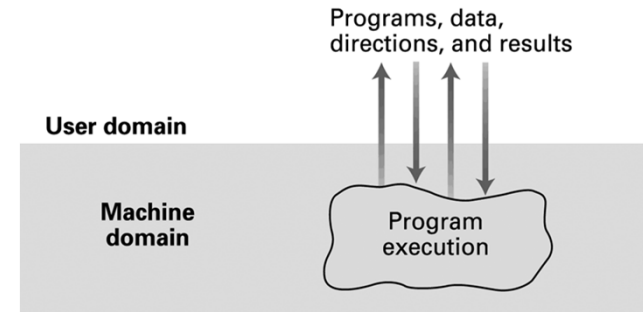 Programs, data,
directions, and results
User domain
Machine
domain
Program
execution